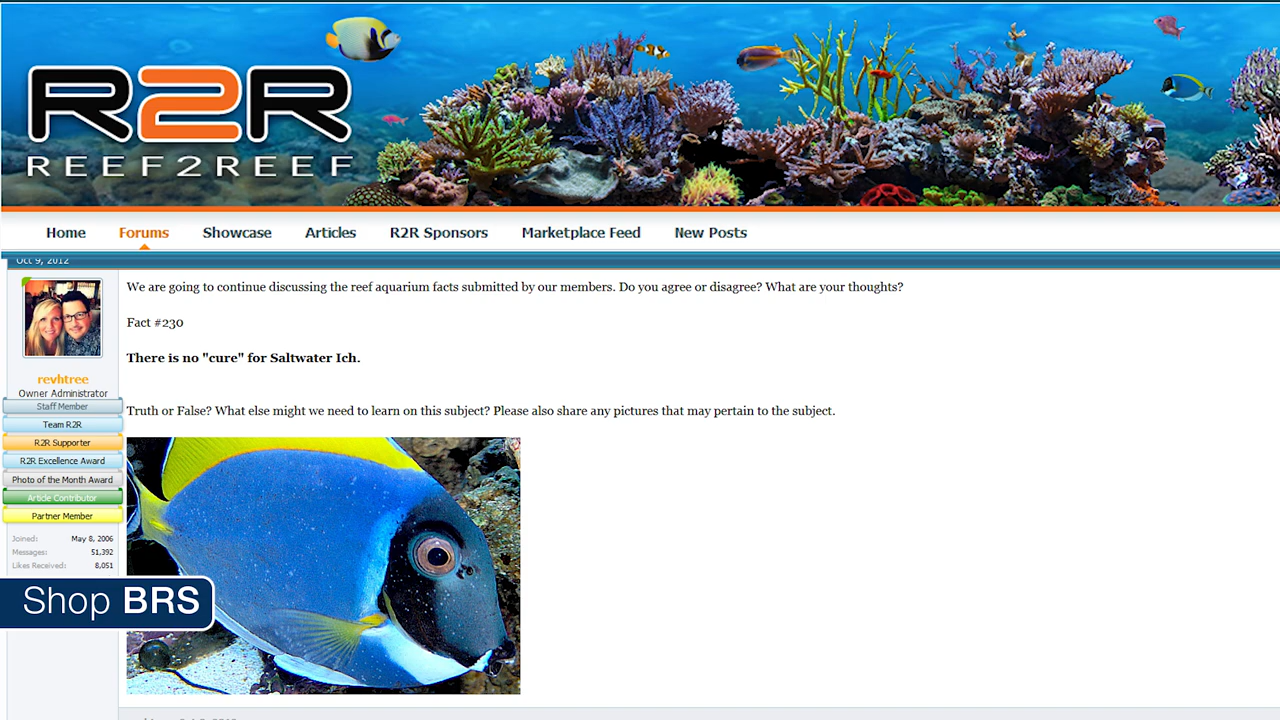 R2R
REEF2REEF
Home Forums Showcase Articles R2R Sponsors Marketplace Feed New Posts
Oct 9, 2012
We are going to continue discussing the reef aquarium facts submitted by our members. Do you agree or disagree? What are your thoughts?
Fact #230
There is no "cure" for Saltwater Ich.
revhtree
Owner Administrator
Staff Member
Team R2R
R2R Supporter
R2R Excellence Award
Photo of the Month Award
Article Contributor
Partner Member
Joined: May 8, 2006
Messages: 51,392
Likes Received: 8,051
Truth or False? What else might we need to learn on this subject? Please also share any pictures that may pertain to the subject.
Shop BRS